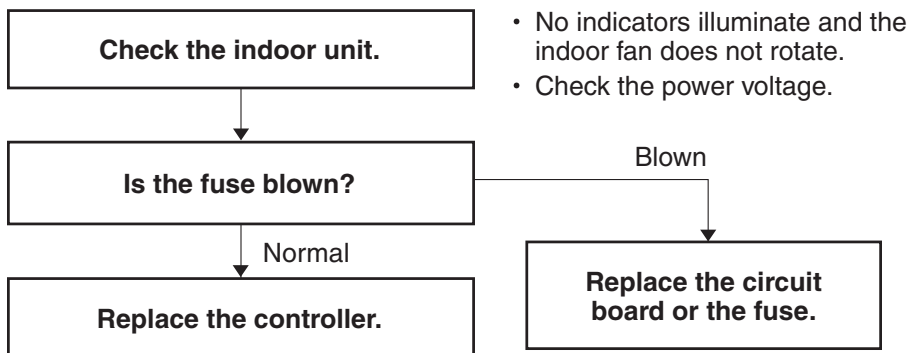 Check the indoor unit.
• No indicators illuminate and the
indoor fan does not rotate.
• Check the power voltage.
Is the fuse blown?
Blown
Normal
Replace the circuit
board or the fuse.
Replace the controller.